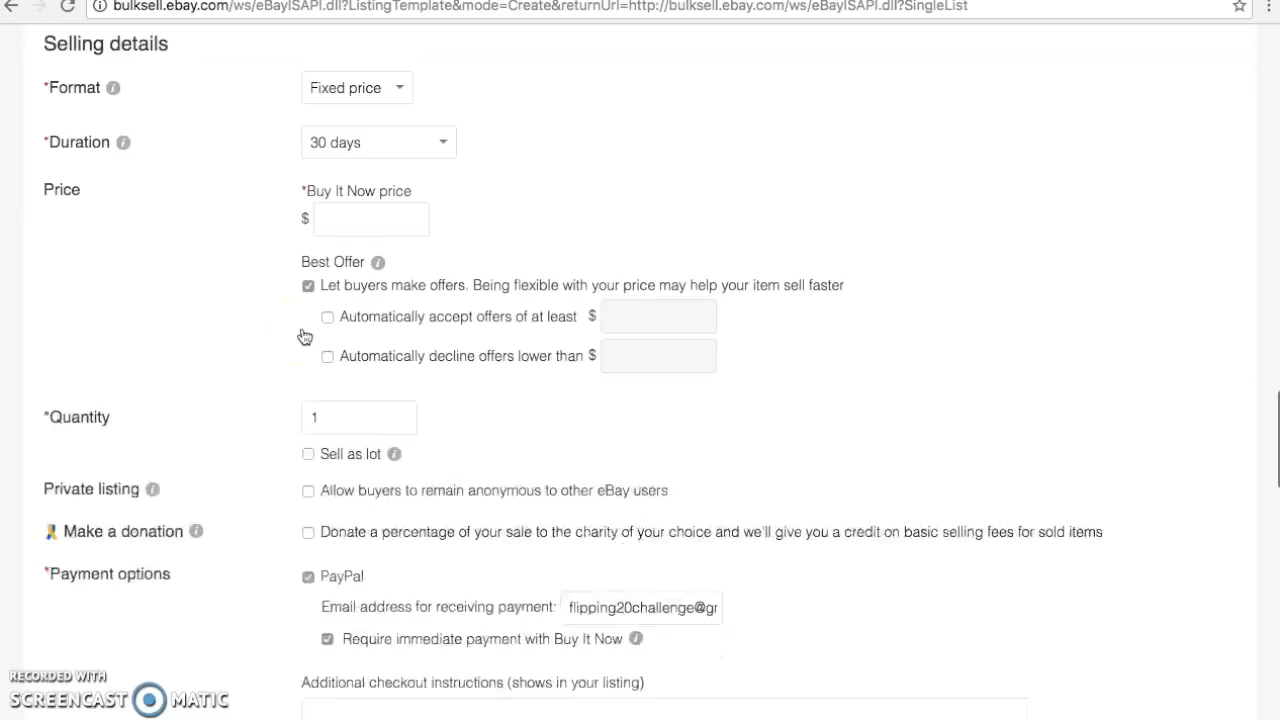 bulksell.ebay.com/ws/eBayISAPI.dll?ListingTemplate&mode=Create&returnUrl=http://bulksell.ebay.com/ws/eBayISAPI.dll?SingleList
Selling details
*Format
Fixed price
*Duration
30 days
Price
*Buy It Now price
$
Best Offer
Let buyers make offers. Being flexible with your price may help your item sell faster
Automatically accept offers of at least $
Automatically decline offers lower than $
*Quantity
1
Sell as lot
Private listing
Allow buyers to remain anonymous to other eBay users
Make a donation
Donate a percentage of your sale to the charity of your choice and we'll give you a credit on basic selling fees for sold items
*Payment options
PayPal
Email address for receiving payment: flipping20challenge@gr
Require immediate payment with Buy It Now
Additional checkout instructions (shows in your listing)
RECORDED WITH
SCREENCAST MATIC